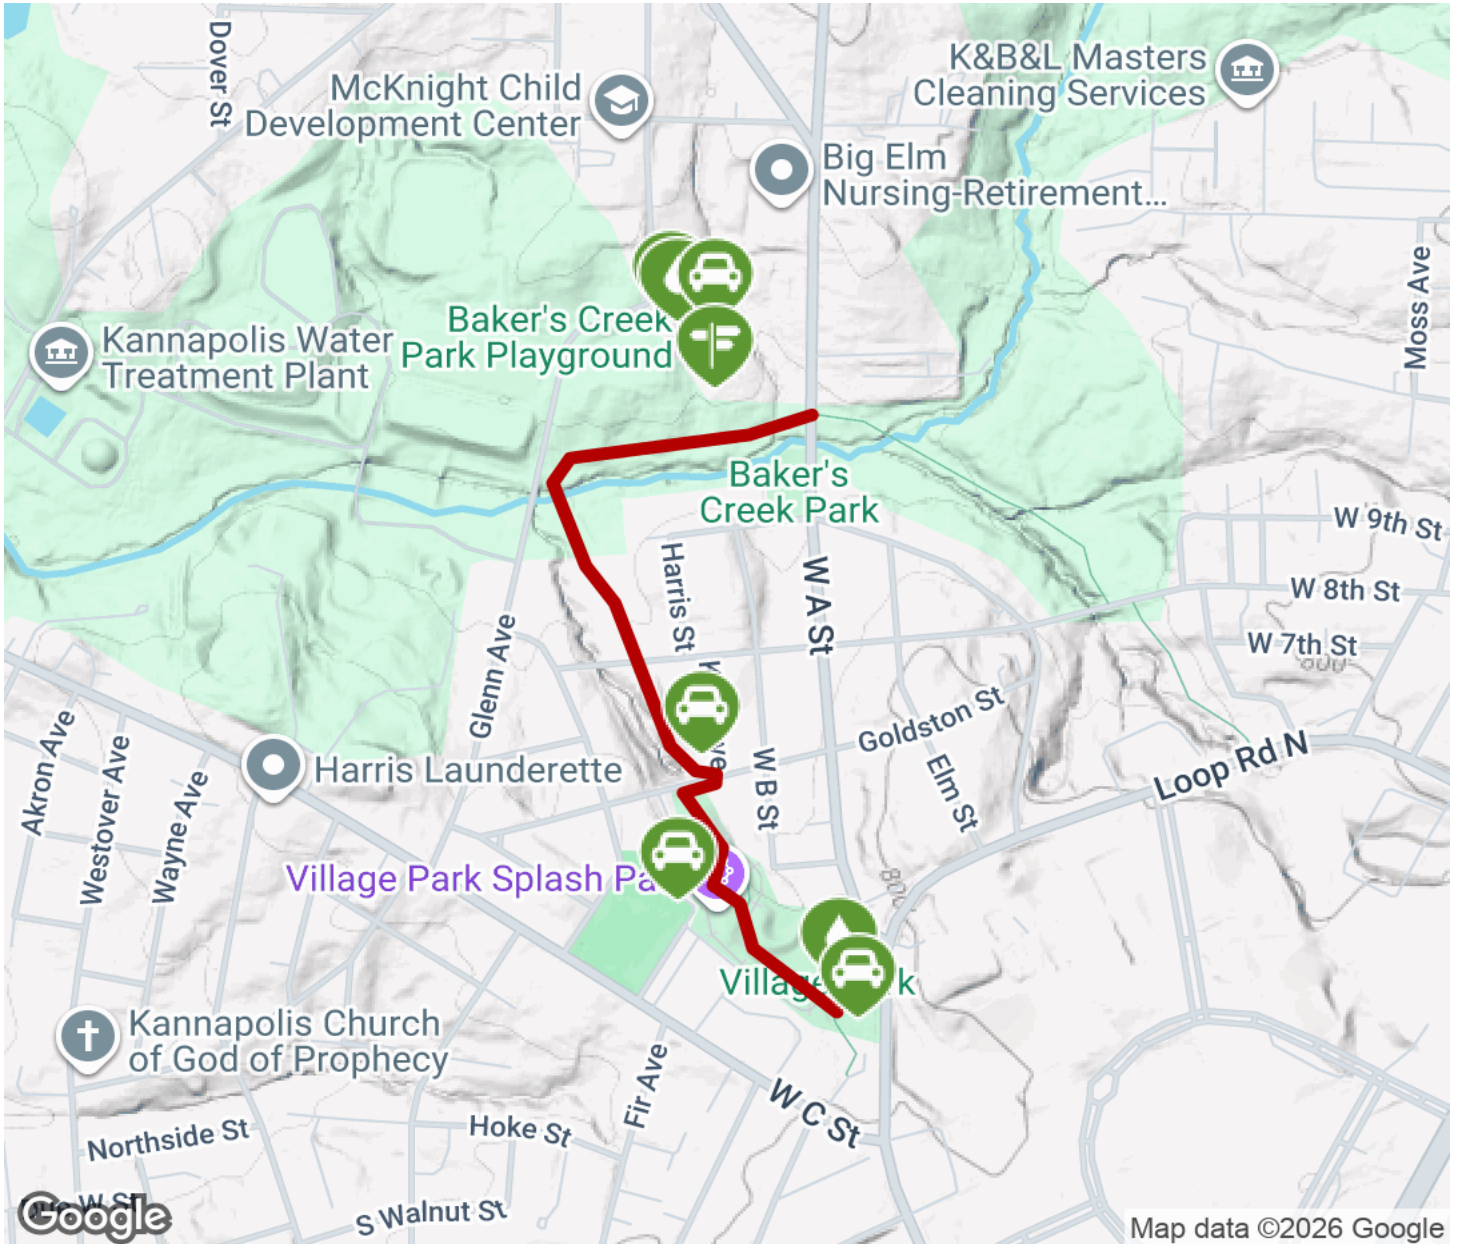 Dover St
McKnight Child
Development Center
K&B&L Masters
Cleaning Services
Big Elm
Nursing-Retirement...
Moss Ave
Baker's Creek
Park Playground
Kannapolis Water
Treatment Plant
Baker's
Creek Park
W 9th St
Harris St
W A St
W 8th St
W 7th St
Glenn Ave
Goldston St
Akron Ave
Westover Ave
Wayne Ave
Harris Launderette
W B St
Elm St
Loop Rd N
Village Park Splash Pa
Village
k
Kannapolis Church
of God of Prophecy
Fir Ave
W C St
Northside St
Hoke St
S Walnut St
Google
Map data ©2026 Google